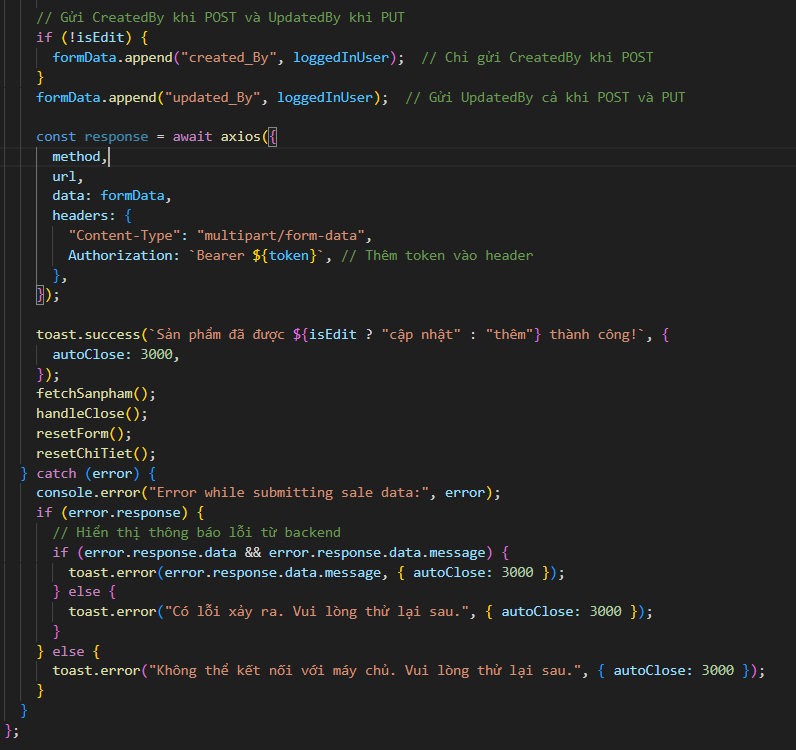 // Gửi CreatedBy khi POST và UpdatedBy khi PUT
if (!isEdit) {
formData.append("created_By", loggedInUser); // Chỉ gửi CreatedBy khi POST
}
formData.append("updated_By", loggedInUser); // Gửi UpdatedBy cả khi POST và PUT
const response = await axios({
method,
url,
data: formData,
headers: {
"Content-Type": "multipart/form-data",
Authorization: `Bearer ${token}`, // Thêm token vào header
},
});
toast.success(`Sản phẩm đã được ${isEdit ? "cập nhật" : "thêm"} thành công!`, {
autoClose: 3000,
});
fetchSanpham();
handleClose();
resetForm();
resetChiTiet();
} catch (error) {
console.error("Error while submitting sale data:", error);
if (error.response) {
// Hiển thị thông báo lỗi từ backend
if (error.response.data && error.response.data.message) {
toast.error(error.response.data.message, { autoClose: 3000 });
} else {
toast.error("Có lỗi xảy ra. Vui lòng thử lại sau.", { autoClose: 3000 });
}
} else {
toast.error("Không thể kết nối với máy chủ. Vui lòng thử lại sau.", { autoClose: 3000 });
}
}
};